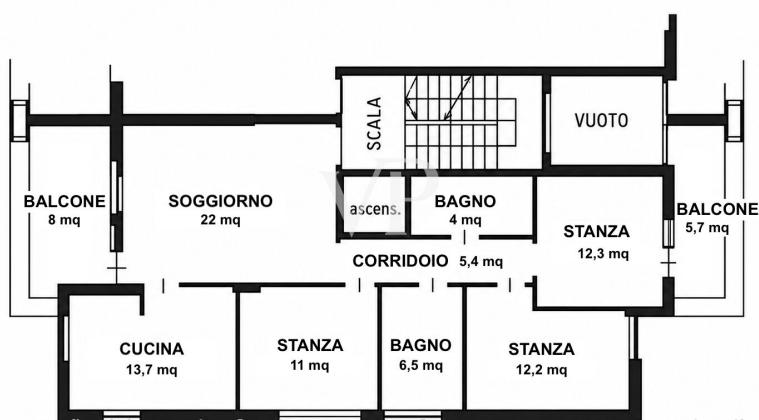 SCALA
VUOTO
VP
BALCONE
8 mq
SOGGIORNO
22 mq
ascens.
BAGNO
4 mq
STANZA
12.3 mq
BALCONE
5,7 mq
CORRIDOIO 5,4 mq
CUCINA
13,7 mq
STANZA
11 mq
BAGNO
6,5 mq
STANZA
12,2 mq